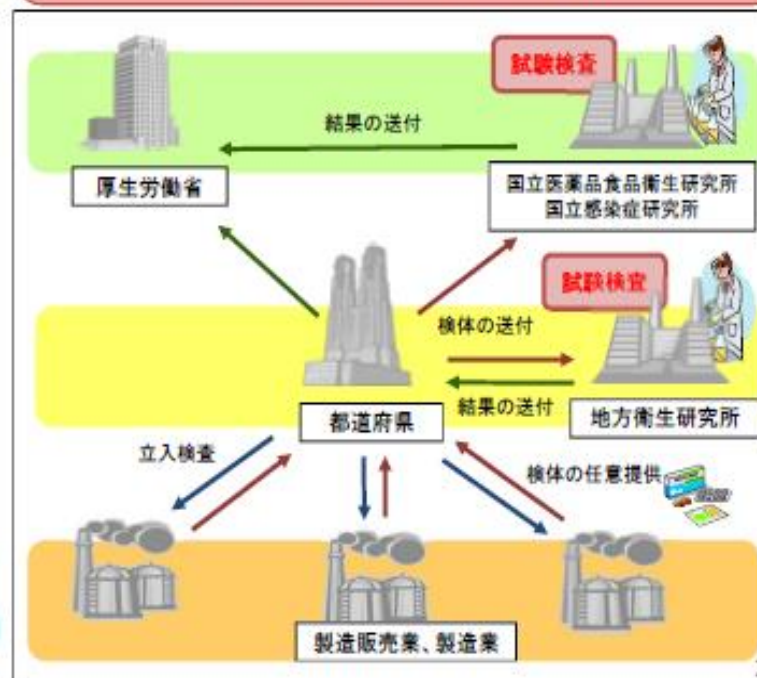 試験検査
結果の送付
厚生労働省
国立医薬品食品衛生研究所
国立感染症研究所
試験検査
検体の送付
結果の送付
都道府県
地方衛生研究所
立入検査
検体の任意提供
製造販売業、製造業